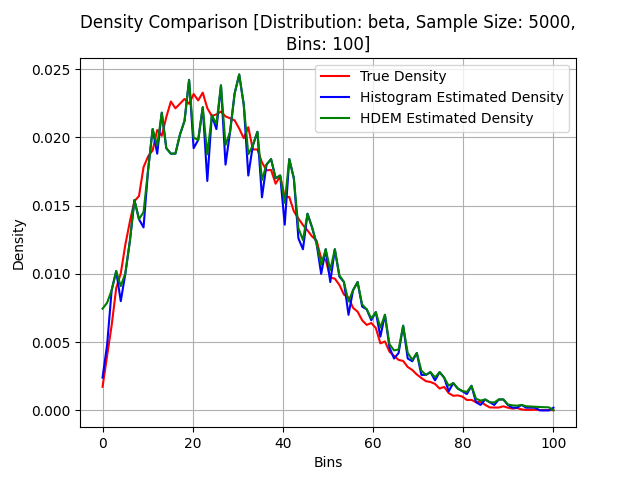 Density Comparison [Distribution: beta, Sample Size: 5000,
Bins: 100]
True Density
Histogram Estimated Density
HDEM Estimated Density
0.025
0.020
0.015
0.010
0.005
0.000
Density
0
20
40
60
80
100
Bins